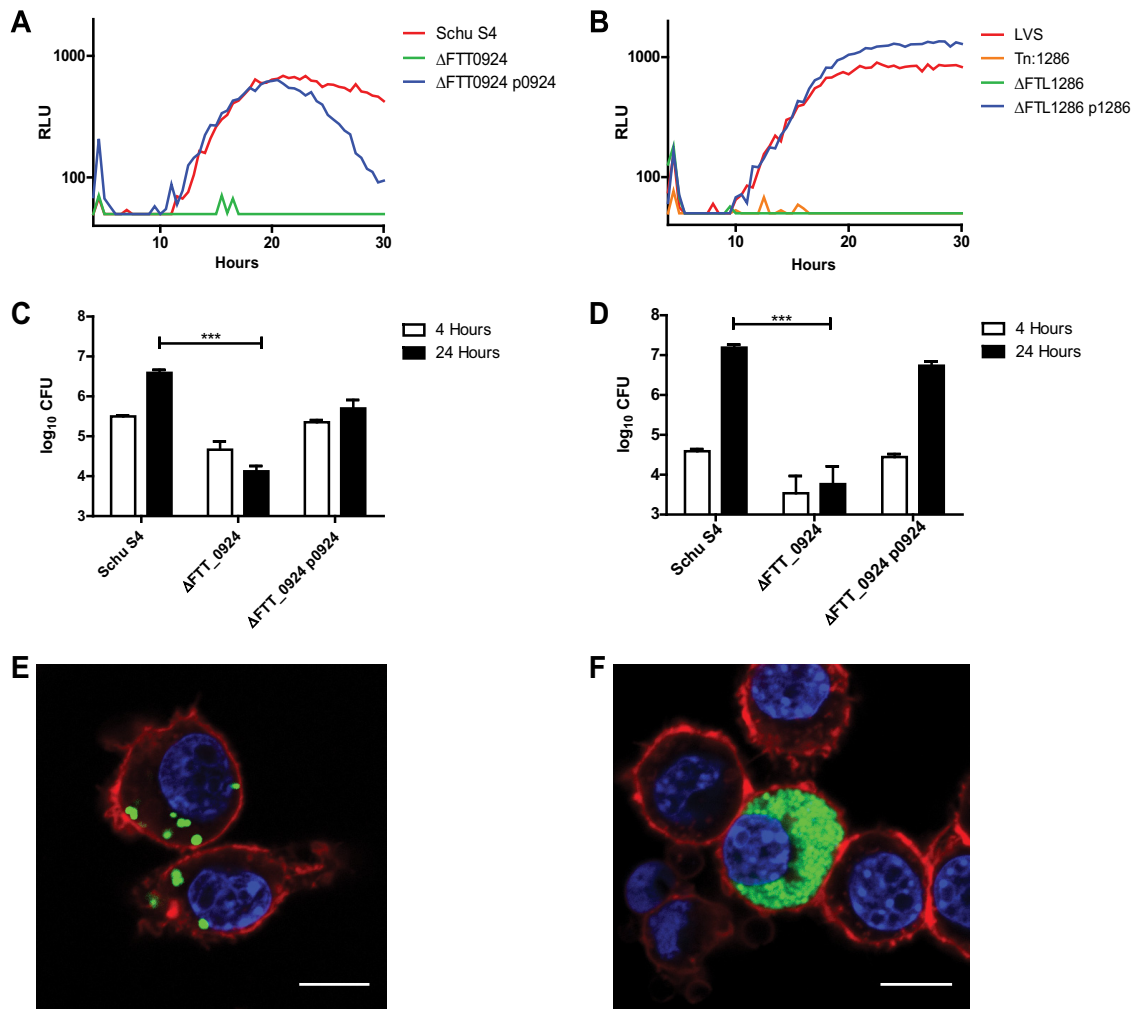 A
Schu S4
ΔFTT0924
ΔFTT0924 p0924
1000
100
RLU
10
20
30
Hours
B
LVS
Tn:1286
ΔFTL1286
ΔFTL1286 p1286
1000
100
RLU
10
20
30
Hours
C
4 Hours
24 Hours
***
8
7
6
5
4
3
log10 CFU
Schu S4
ΔFTT_0924
ΔFTT_0924 p0924
D
4 Hours
24 Hours
***
8
7
6
5
4
3
log10 CFU
Schu S4
ΔFTT_0924
ΔFTT_0924 p0924
E
F